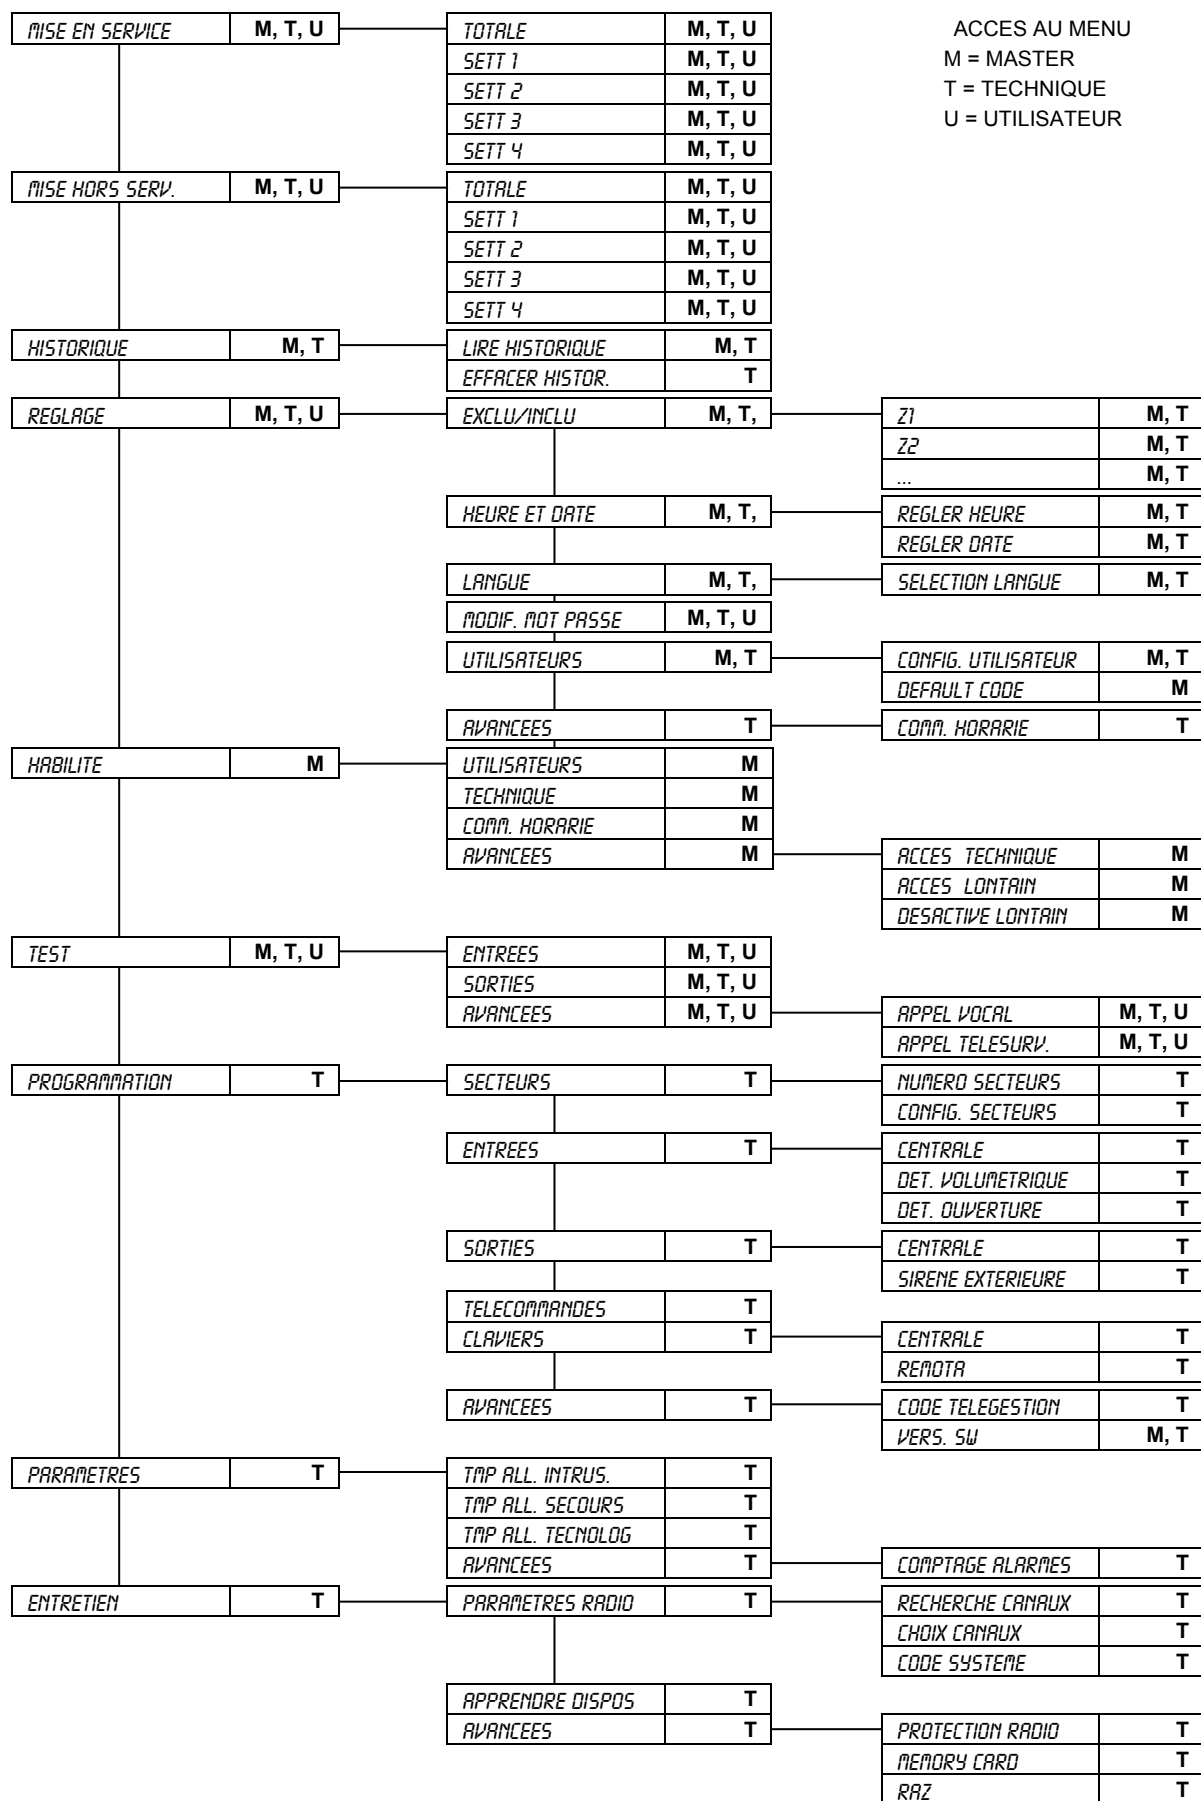 MISE EN SERVICE M, T, U TOTALE M, T, U ACCES AU MENU
SETT 1 M, T, U M = MASTER
SETT 2 M, T, U T = TECHNIQUE
SETT 3 M, T, U U = UTILISATEUR
SETT 4 M, T, U
MISE HORS SERV. M, T, U TOTALE M, T, U
SETT 1 M, T, U
SETT 2 M, T, U
SETT 3 M, T, U
SETT 4 M, T, U
HISTORIQUE M, T LIRE HISTORIQUE M, T
EFFACER HISTOR. T
REGLAGE M, T, U EXCLU/INCLU M, T, Z1 M, T
Z2 M, T
... M, T
HEURE ET DATE M, T, REGLER HEURE M, T
REGLER DATE M, T
LANGUE M, T, SELECTION LANGUE M, T
MODIF. MOT PASSE M, T, U
UTILISATEURS M, T CONFIG. UTILISATEUR M, T
DEFAULT CODE M
AVANCEES T COMM. HORARIE T
HABILITE M UTILISATEURS M
TECHNIQUE M
COMM. HORARIE M
AVANCEES M ACCES TECHNIQUE M
ACCES LONTAIN M
DESACTIVE LONTAIN M
TEST M, T, U ENTREES M, T, U
SORTIES M, T, U
AVANCEES M, T, U APPEL VOCAL M, T, U
APPEL TELESURV. M, T, U
PROGRAMMATION T SECTEURS T NUMERO SECTEURS T
CONFIG. SECTEURS T
ENTREES T CENTRALE T
DET. VOLUMETRIQUE T
DET. OUVERTURE T
SORTIES T CENTRALE T
SIRENE EXTERIEURE T
TELECOMMANDES T
CLAVIERS T CENTRALE T
REMOTA T
AVANCEES T CODE TELEGESTION T
VERS. SW M, T
PARAMETRES T TMP ALL. INTRUS. T
TMP ALL. SECOURS T
TMP ALL. TECNOLOG T
AVANCEES T COMPTAGE ALARMES T
ENTRETIEN T PARAMETRES RADIO T RECHERCHE CANAUX T
CHOIX CANAUX T
CODE SYSTEME T
APPRENDRE DISPOS T
AVANCEES T PROTECTION RADIO T
MEMORY CARD T
RAZ T